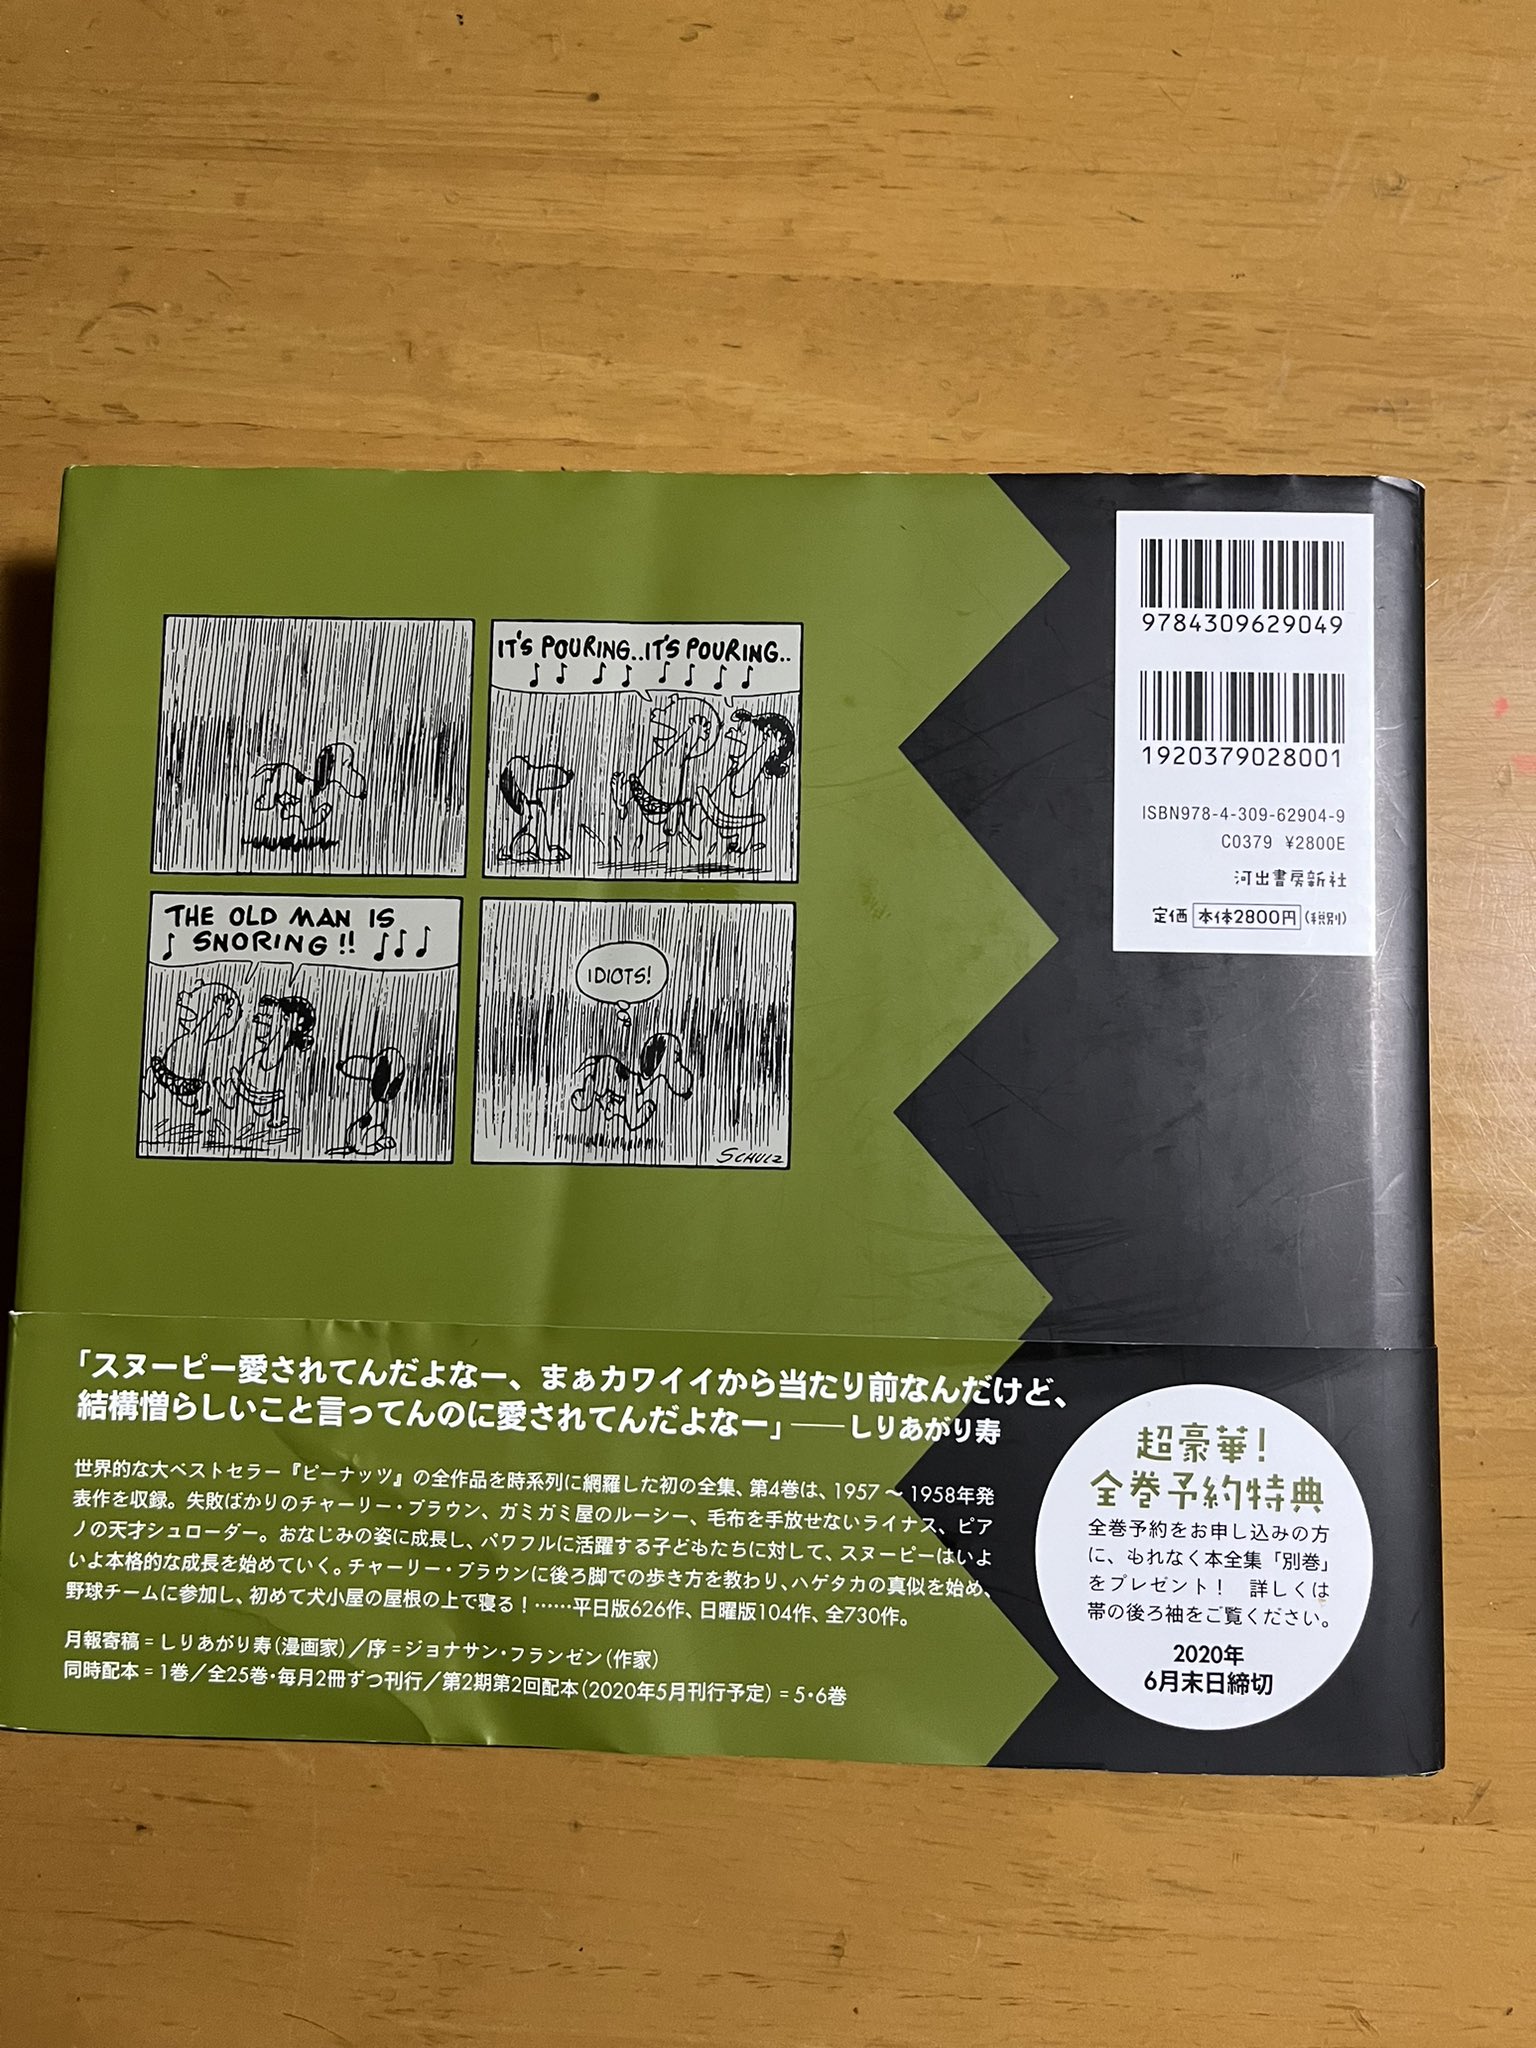 IT'S POURING..IT'S POURING..
THE OLD MAN IS
SNORING!!
IDIOTS!
SCHULZ
9784309629049
1920379028001
ISBN978-4-309-62904-9
C0379 ¥2800E
河出書房新社
定価 本体2800円(税別)
「スヌーピー愛されてんだよなー、まぁカワイイから当たり前なんだけど、
結構憎らしいこと言ってんのに愛されてんだよなー」——しりあがり寿
世界的な大ベストセラー『ピーナッツ』の全作品を時系列に網羅した初の全集、第4巻は、1957〜1958年発
表作を収録。失敗ばかりのチャーリー・ブラウン、ガミガミ屋のルーシー、毛布を手放せないライナス、ピア
ノの天才シュローダー。おなじみの姿に成長し、パワフルに活躍する子どもたちに対して、スヌーピーはいよ
いよ本格的な成長を始めていく。チャーリー・ブラウンに後ろ脚での歩き方を教わり、ハゲタカの真似を始め、
野球チームに参加し、初めて犬小屋の屋根の上で寝る!……平日版626作、日曜版104作、全730作。
月報寄稿=しりあがり寿(漫画家)/序=ジョナサン・フランゼン(作家)
同時配本=1巻/全25巻・毎月2冊ずつ刊行/第2期第2回配本(2020年5月刊行予定)=5・6巻
超豪華!
全巻予約特典
全巻予約をお申し込みの方
に、もれなく本全集「別巻」
をプレゼント! 詳しくは
帯の後ろ袖をご覧ください。
2020年
6月末日締切